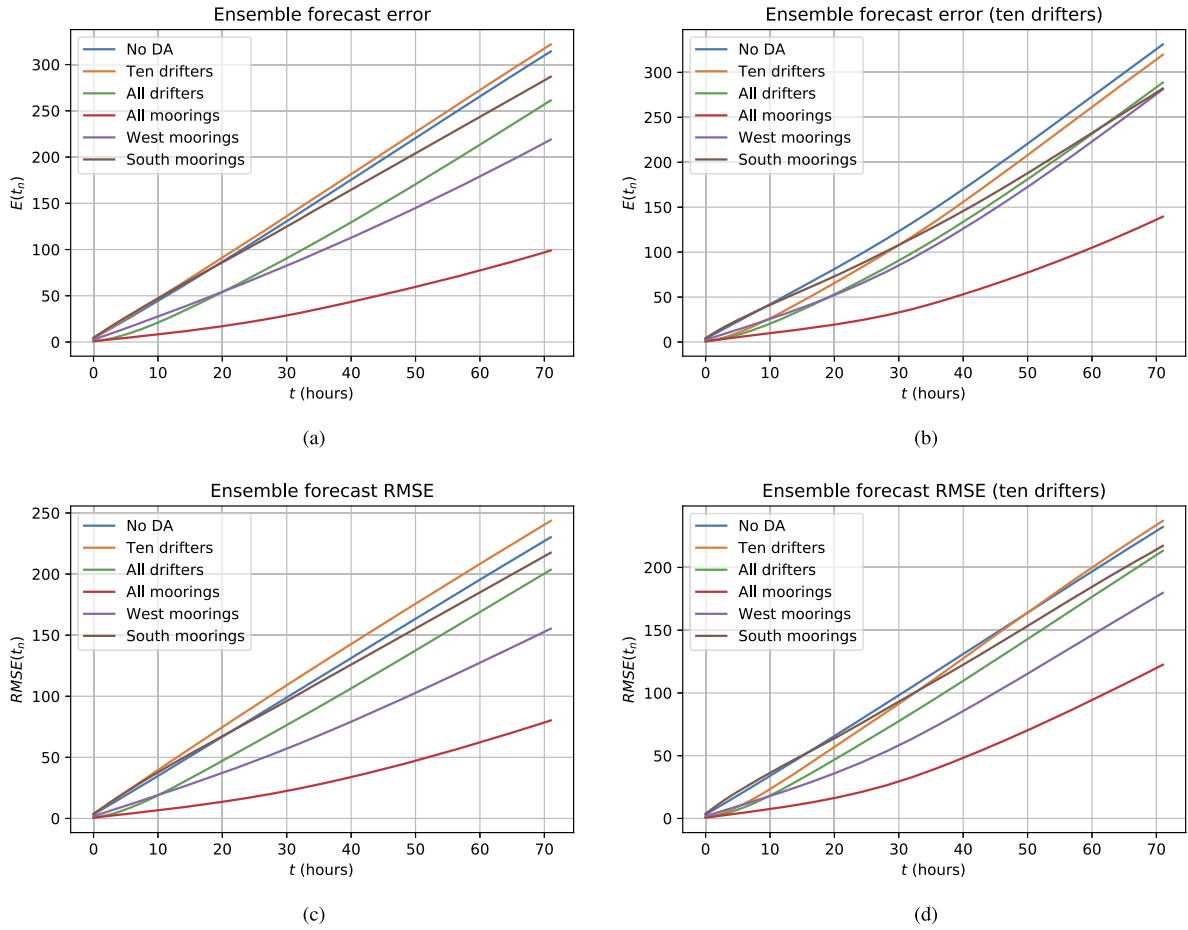 Ensemble forecast error
No DA
Ten drifters
All drifters
All moorings
West moorings
South moorings
300
250
200
150
100
50
0
E(tₙ)
0 10 20 30 40 50 60 70
t (hours)
(a)
Ensemble forecast error (ten drifters)
No DA
Ten drifters
All drifters
All moorings
West moorings
South moorings
300
250
200
150
100
50
0
E(tₙ)
0 10 20 30 40 50 60 70
t (hours)
(b)
Ensemble forecast RMSE
No DA
Ten drifters
All drifters
All moorings
West moorings
South moorings
250
200
150
100
50
0
RMSE(tₙ)
0 10 20 30 40 50 60 70
t (hours)
(c)
Ensemble forecast RMSE (ten drifters)
No DA
Ten drifters
All drifters
All moorings
West moorings
South moorings
200
150
100
50
0
RMSE(tₙ)
0 10 20 30 40 50 60 70
t (hours)
(d)